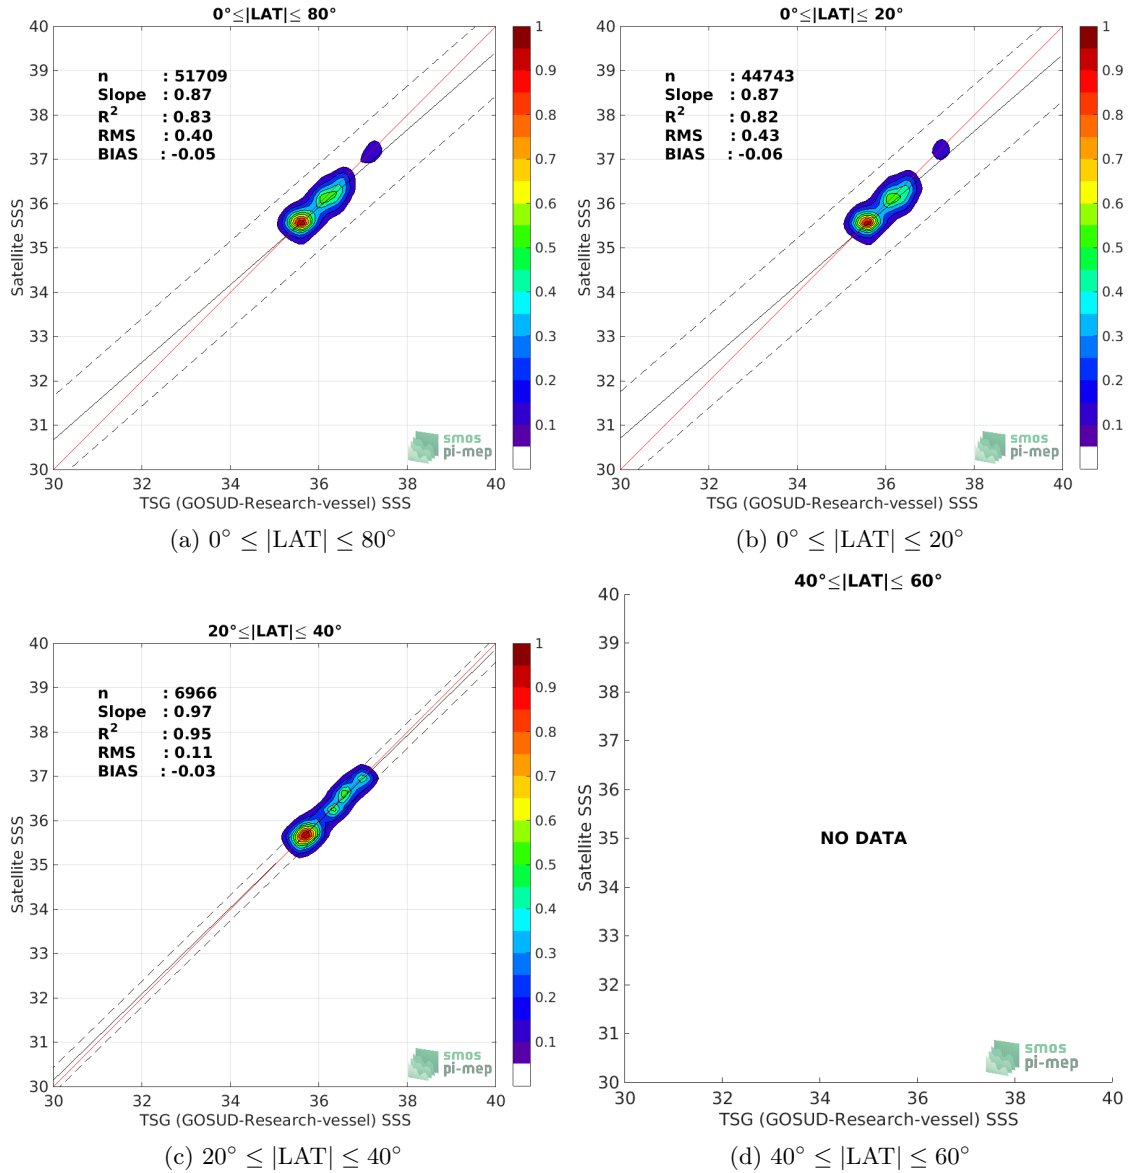 0°≤|LAT|≤ 80°
n : 51709
Slope : 0.87
R2 : 0.83
RMS : 0.40
BIAS : -0.05
40
39
38
37
36
35
34
33
32
31
30
Satellite SSS
30 32 34 36 38 40
TSG (GOSUD-Research-vessel) SSS
1
0.9
0.8
0.7
0.6
0.5
0.4
0.3
0.2
0.1
smos
pi-mep
(a) 0° ≤ |LAT| ≤ 80°
0°≤|LAT|≤ 20°
n : 44743
Slope : 0.87
R2 : 0.82
RMS : 0.43
BIAS : -0.06
40
39
38
37
36
35
34
33
32
31
30
Satellite SSS
30 32 34 36 38 40
TSG (GOSUD-Research-vessel) SSS
1
0.9
0.8
0.7
0.6
0.5
0.4
0.3
0.2
0.1
smos
pi-mep
(b) 0° ≤ |LAT| ≤ 20°
20°≤|LAT|≤ 40°
n : 6966
Slope : 0.97
R2 : 0.95
RMS : 0.11
BIAS : -0.03
40
39
38
37
36
35
34
33
32
31
30
Satellite SSS
30 32 34 36 38 40
TSG (GOSUD-Research-vessel) SSS
1
0.9
0.8
0.7
0.6
0.5
0.4
0.3
0.2
0.1
smos
pi-mep
(c) 20° ≤ |LAT| ≤ 40°
40°≤|LAT|≤ 60°
40
39
38
37
36
35
34
33
32
31
30
Satellite SSS
NO DATA
30 32 34 36 38 40
TSG (GOSUD-Research-vessel) SSS
smos
pi-mep
(d) 40° ≤ |LAT| ≤ 60°